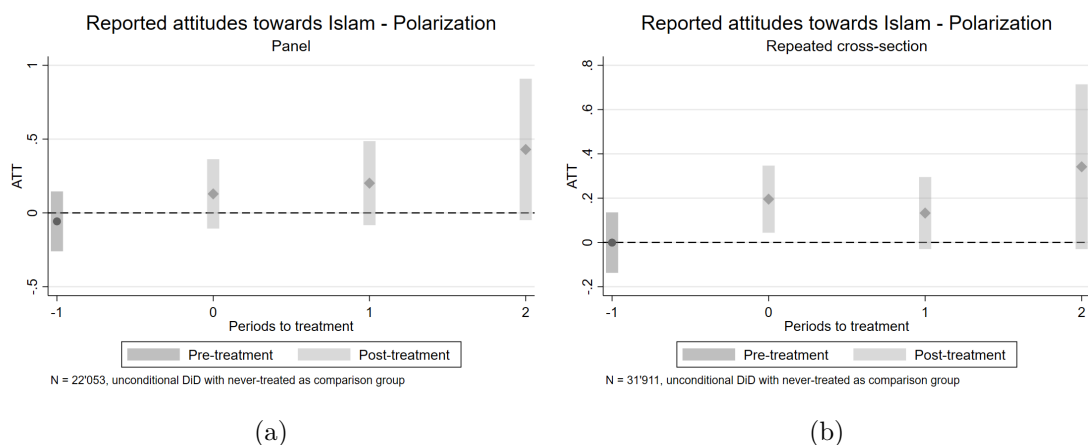 Reported attitudes towards Islam - Polarization
Panel
1
.5
0
-.5
ATT
-1 0 1 2
Periods to treatment
Pre-treatment Post-treatment
N = 22'053, unconditional DiD with never-treated as comparison group
(a)
Reported attitudes towards Islam - Polarization
Repeated cross-section
.8
.6
.4
.2
0
-.2
ATT
-1 0 1 2
Periods to treatment
Pre-treatment Post-treatment
N = 31'911, unconditional DiD with never-treated as comparison group
(b)